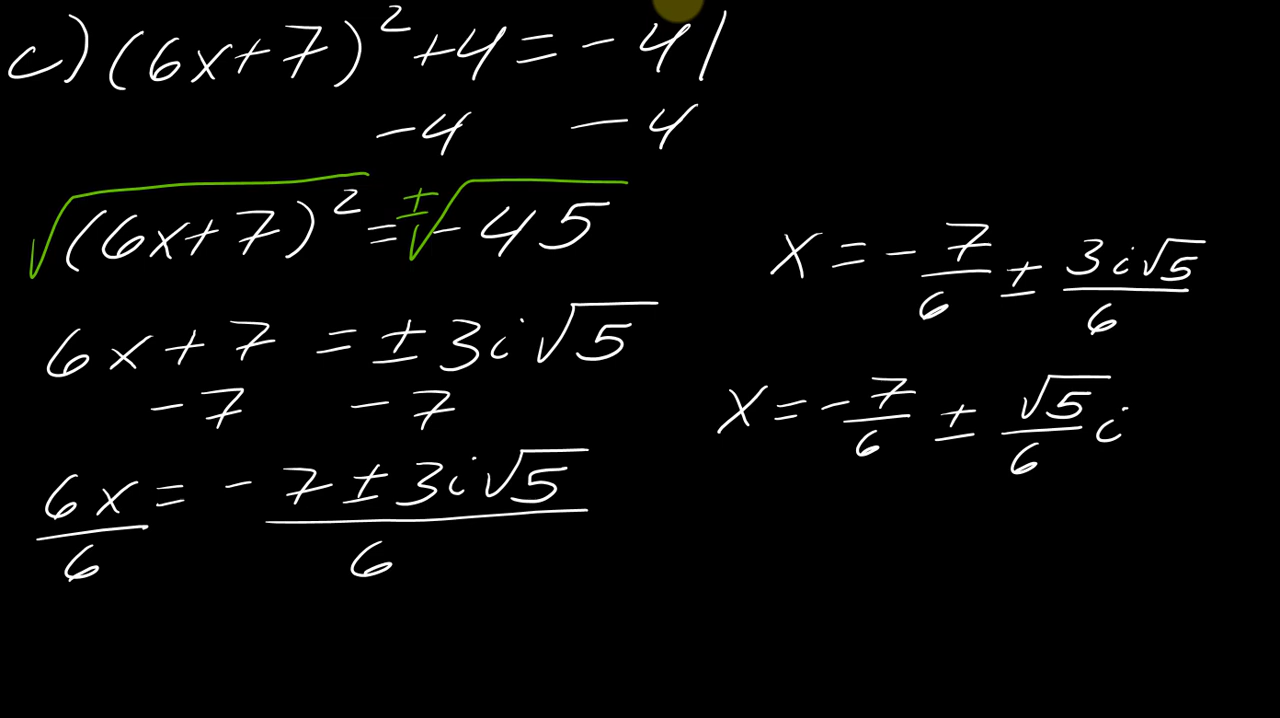 c) (6x+7)² +4 = -41
-4 -4
√(6x+7)² = ±√-45
6x+7 = ±3i√5
-7 -7
6x/6 = -7±3i√5/6
x = -7/6 ± 3i√5/6
x = -7/6 ± √5/6 i